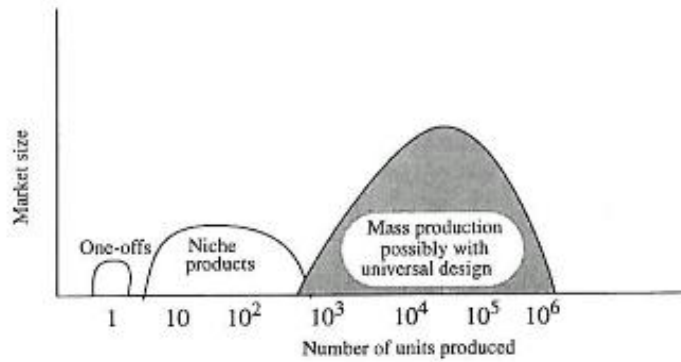 Market size
One-offs
Niche
products
Mass production
possibly with
universal design
1 10 10² 10³ 10⁴ 10⁵ 10⁶
Number of units produced